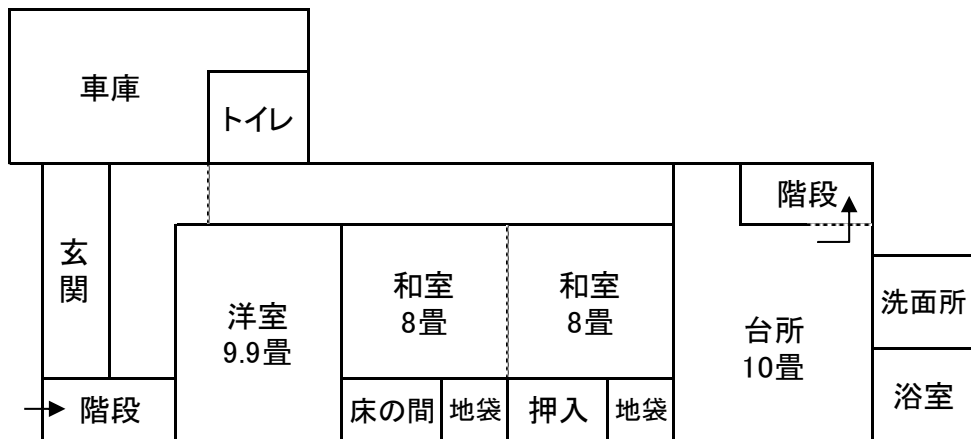 車庫
トイレ
階段
玄
関
和室
8畳
和室
8畳
洋室
9.9畳
台所
10畳
洗面所
階段
床の間
地袋
押入
地袋
浴室